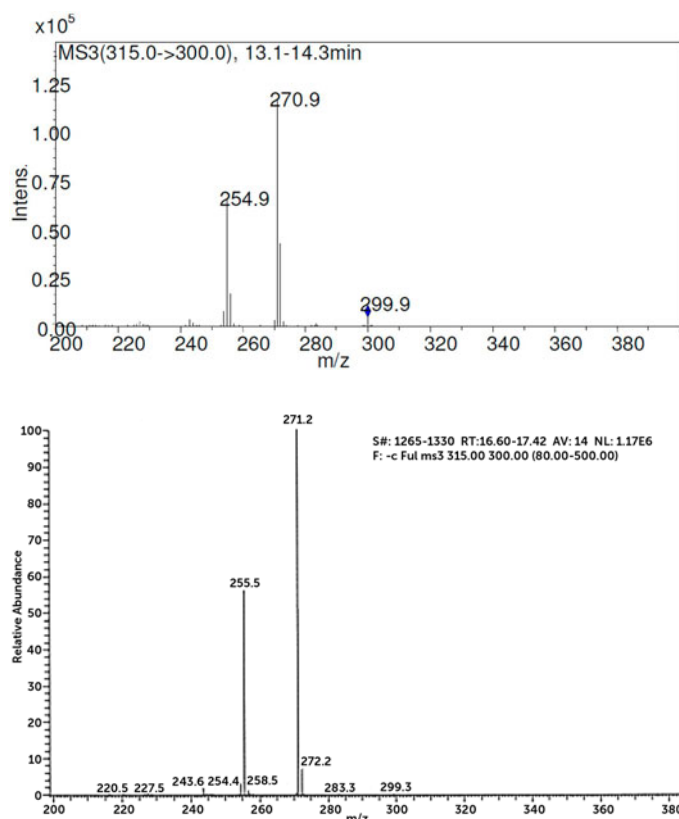 x10⁵
MS3(315.0->300.0), 13.1-14.3min
1.25
1.00
0.75
0.50
0.25
0.00
Intens.
270.9
254.9
299.9
200 220 240 260 280 300 320 340 360 380
m/z
100
90
80
70
60
50
40
30
20
10
0
Relative Abundance
271.2
S#: 1265-1330 RT:16.60-17.42 AV: 14 NL: 1.17E6
F: -c Ful ms3 315.00 300.00 (80.00-500.00)
255.5
272.2
220.5 227.5 243.6 254.4 258.5 283.3 299.3
200 220 240 260 280 300 320 340 360 380
m/z